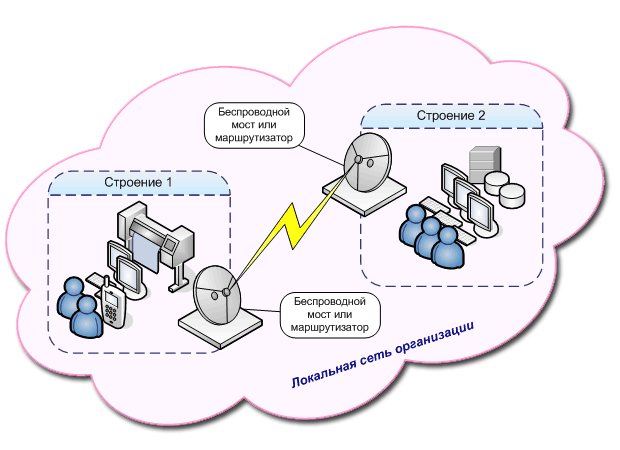 Беспроводной
мост или
маршрутизатор
Строение 2
Строение 1
Беспроводной
мост или
маршрутизатор
Локальная сеть организации